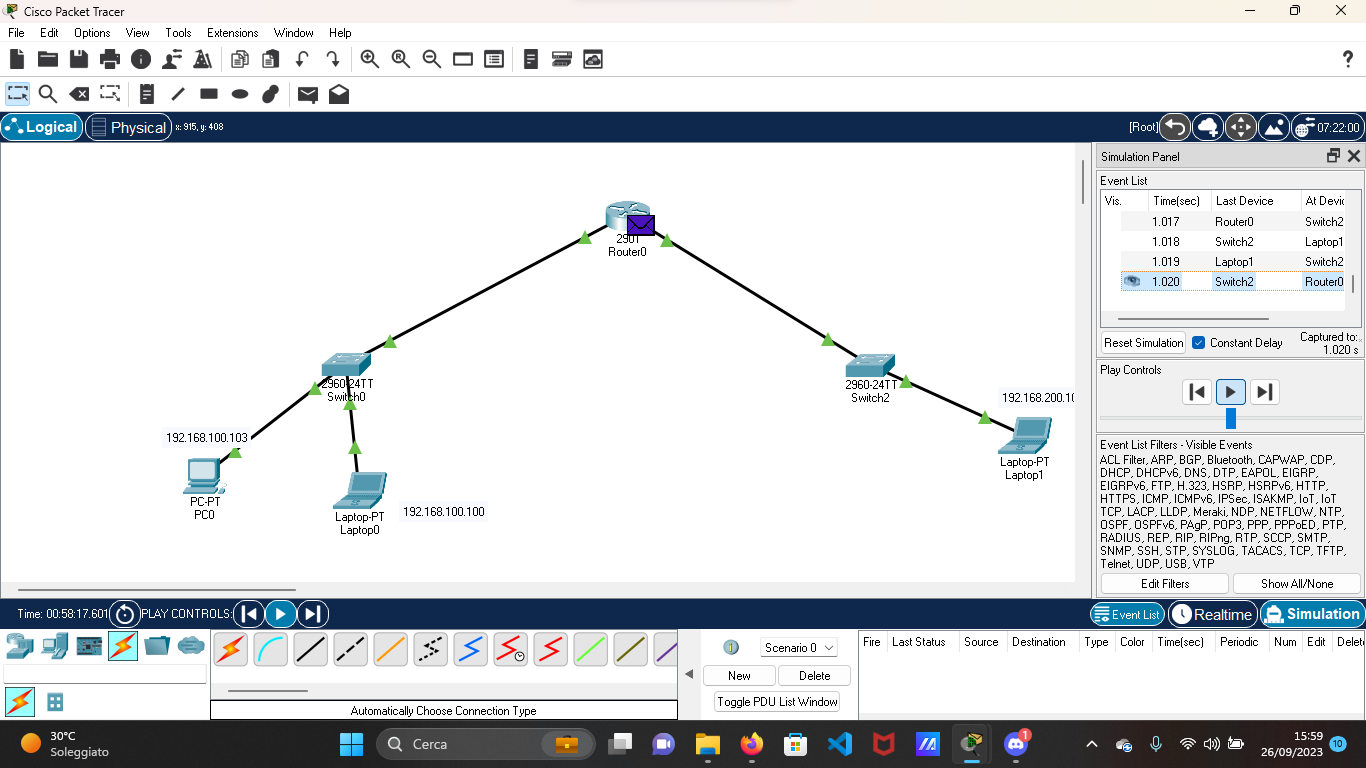 Cisco Packet Tracer
File Edit Options View Tools Extensions Window Help
Logical
Physical
x: 915, y: 408
[Root]
07:22:00
2901
Router0
2960-24TT
Switch0
2960-24TT
Switch2
192.168.200.10
192.168.100.103
Laptop-PT
Laptop1
PC-PT
PC0
192.168.100.100
Laptop-PT
Laptop0
Simulation Panel
Event List
Vis. Time(sec) Last Device At Devic
1.017 Router0 Switch2
1.018 Switch2 Laptop1
1.019 Laptop1 Switch2
1.020 Switch2 Router0
Reset Simulation
Constant Delay
Captured to:
1.020 s
Play Controls
Event List Filters - Visible Events
ACL Filter, ARP, BGP, Bluetooth, CAPWAP, CDP,
DHCP, DHCPv6, DNS, DTP, EAPOL, EIGRP,
EIGRPv6, FTP, H.323, HSRP, HSRPv6, HTTP,
HTTPS, ICMP, ICMPv6, IPSec, ISAKMP, IoT, IoT
TCP, LACP, LLDP, Meraki, NDP, NETFLOW, NTP,
OSPF, OSPFv6, PAgP, POP3, PPP, PPPoED, PTP,
RADIUS, REP, RIP, RIPng, RTP, SCCP, SMTP,
SNMP, SSH, STP, SYSLOG, TACACS, TCP, TFTP,
Telnet, UDP, USB, VTP
Edit Filters
Show All/None
Time: 00:58:17.601
PLAY CONTROLS:
Event List
Realtime
Simulation
Scenario 0
New
Delete
Toggle PDU List Window
Fire Last Status Source Destination Type Color Time(sec) Periodic Num Edit Delete
Automatically Choose Connection Type
30°C
Soleggiato
Cerca
1
15:59
26/09/2023
10